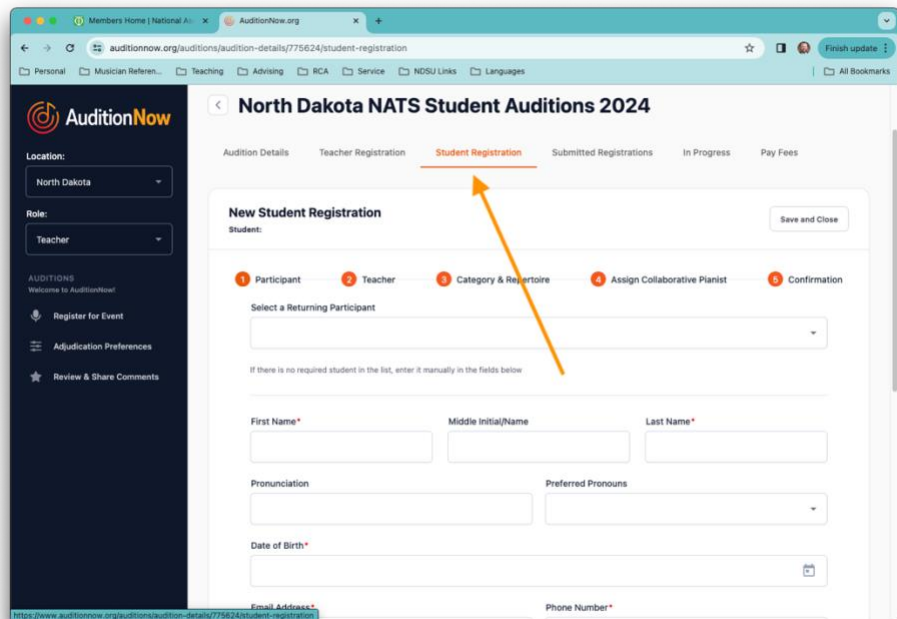 Members Home | National As
AuditionNow.org
auditionnow.org/auditions/audition-details/775624/student-registration
Finish update
Personal
Musician Referen...
Teaching
Advising
RCA
Service
NDSU Links
Languages
All Bookmarks
AuditionNow
Location:
North Dakota
Role:
Teacher
AUDITIONS
Welcome to AuditionNow!
Register for Event
Adjudication Preferences
Review & Share Comments
North Dakota NATS Student Auditions 2024
Audition Details
Teacher Registration
Student Registration
Submitted Registrations
In Progress
Pay Fees
New Student Registration
Student:
Save and Close
1 Participant
2 Teacher
3 Category & Repertoire
4 Assign Collaborative Pianist
5 Confirmation
Select a Returning Participant
If there is no required student in the list, enter it manually in the fields below
First Name*
Middle Initial/Name
Last Name*
Pronunciation
Preferred Pronouns
Date of Birth*
Email Address*
Phone Number*
https://www.auditionnow.org/auditions/audition-details/775624/student-registration